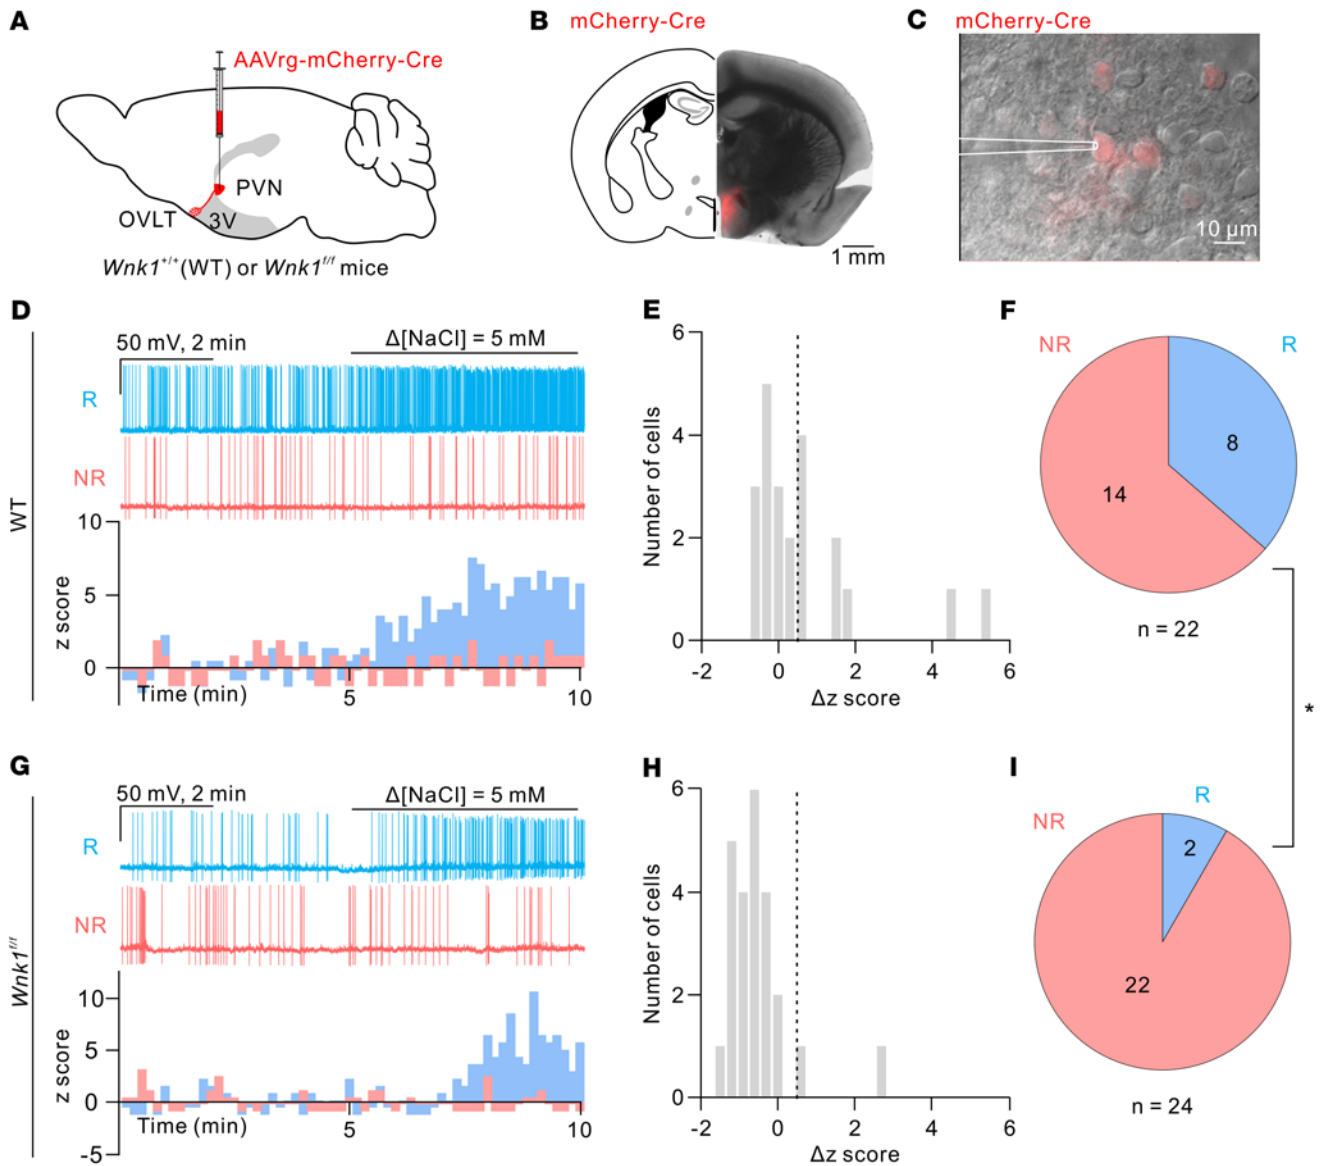 A
AAVrg-mCherry-Cre
PVN
OVLT
3V
Wnk1+/+(WT) or Wnk1f/f mice
B
mCherry-Cre
1 mm
C
mCherry-Cre
10 µm
D
WT
50 mV, 2 min
Δ[NaCl] = 5 mM
R
NR
10
5
0
z score
Time (min)
5
10
E
6
4
2
0
Number of cells
-2
0
2
4
6
Δz score
F
NR
R
8
14
n = 22
*
G
Wnk1f/f
50 mV, 2 min
Δ[NaCl] = 5 mM
R
NR
10
5
0
-5
z score
Time (min)
5
10
H
6
4
2
0
Number of cells
-2
0
2
4
6
Δz score
I
R
NR
2
22
n = 24